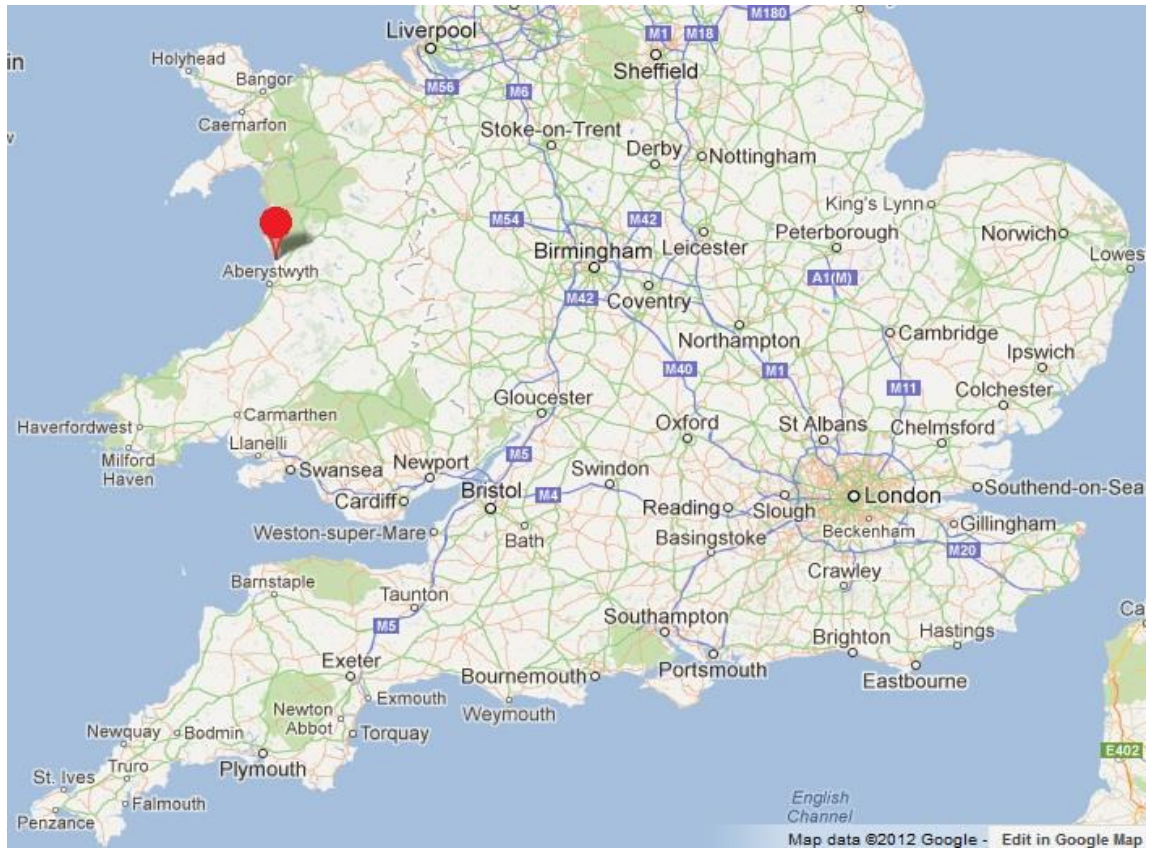 M180
Liverpool
M1
M18
in
Holyhead
Sheffield
Bangor
M56
M6
Caernarfon
Stoke-on-Trent
Derby
Nottingham
King's Lynn
M54
M42
Peterborough
Norwich
Birmingham
Leicester
Lowes
Aberystwyth
A1(M)
M42
Coventry
Northampton
Cambridge
Ipswich
M40
M1
M11
Colchester
Gloucester
Carmarthen
Oxford
St Albans
Chelmsford
Haverfordwest
Llanelli
Milford
Haven
M5
Swansea
Newport
Swindon
Bristol
M4
Southend-on-Sea
Cardiff
Reading
Slough
London
Weston-super-Mare
Bath
Basingstoke
Beckenham
Gillingham
M20
Barnstaple
Crawley
Taunton
Southampton
Ca
M5
Brighton
Hastings
Exeter
Bournemouth
Portsmouth
Eastbourne
Exmouth
Newton
Abbot
Weymouth
Newquay
Bodmin
Torquay
E402
St. Ives
Truro
Plymouth
Falmouth
English
Channel
Penzance
Map data ©2012 Google -
Edit in Google Map